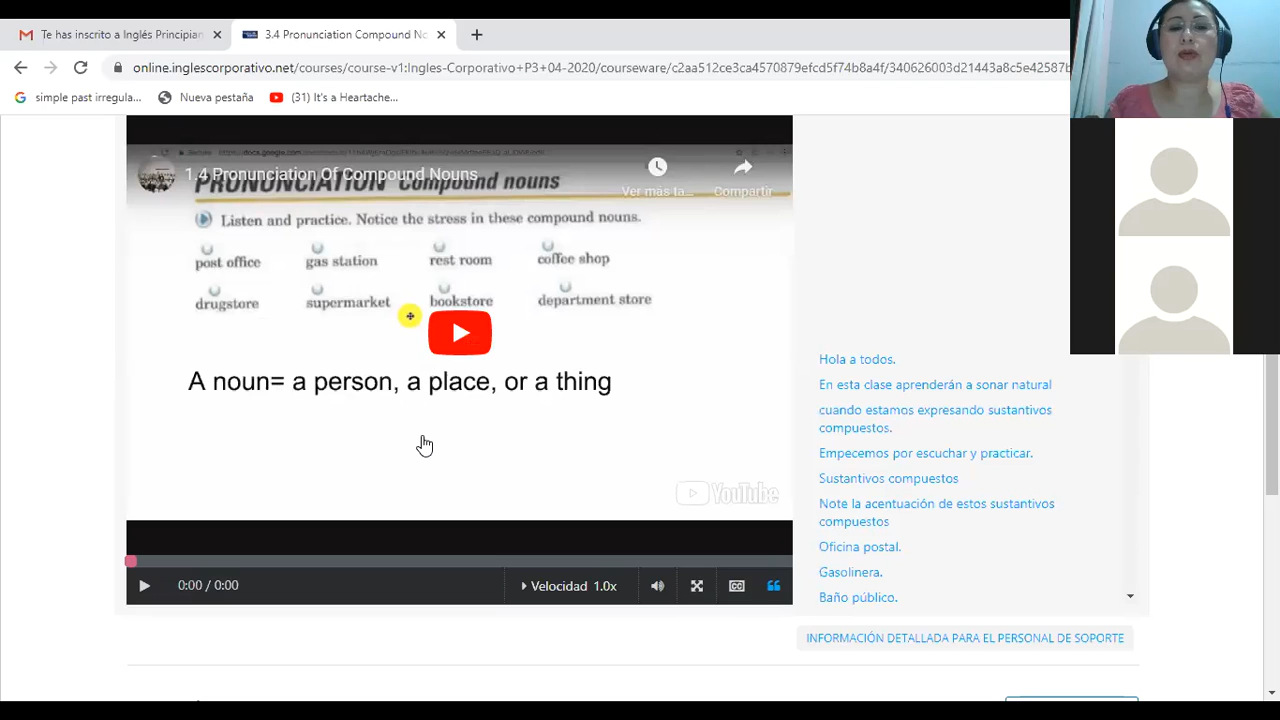 Te has inscrito a Inglés Principian
3.4 Pronunciation Compound No
online.inglescorporativo.net/courses/course-v1:Ingles-Corporativo+P3+04-2020/courseware/c2aa512ce3ca4570879efcd5f74b8a4f/340626003d21443a8c5e42587b
simple past irregula...
Nueva pestaña
(31) It's a Heartache...
1.4 Pronunciation Of Compound Nouns
PRONUNCIATION Compound nouns
Ver más ta...
Compartir
Listen and practice. Notice the stress in these compound nouns.
post office gas station rest room coffee shop
drugstore supermarket bookstore department store
A noun= a person, a place, or a thing
YouTube
0:00 / 0:00
Velocidad 1.0x
CC
Hola a todos.
En esta clase aprenderán a sonar natural
cuando estamos expresando sustantivos
compuestos.
Empecemos por escuchar y practicar.
Sustantivos compuestos
Note la acentuación de estos sustantivos
compuestos
Oficina postal.
Gasolinera.
Baño público.
INFORMACIÓN DETALLADA PARA EL PERSONAL DE SOPORTE